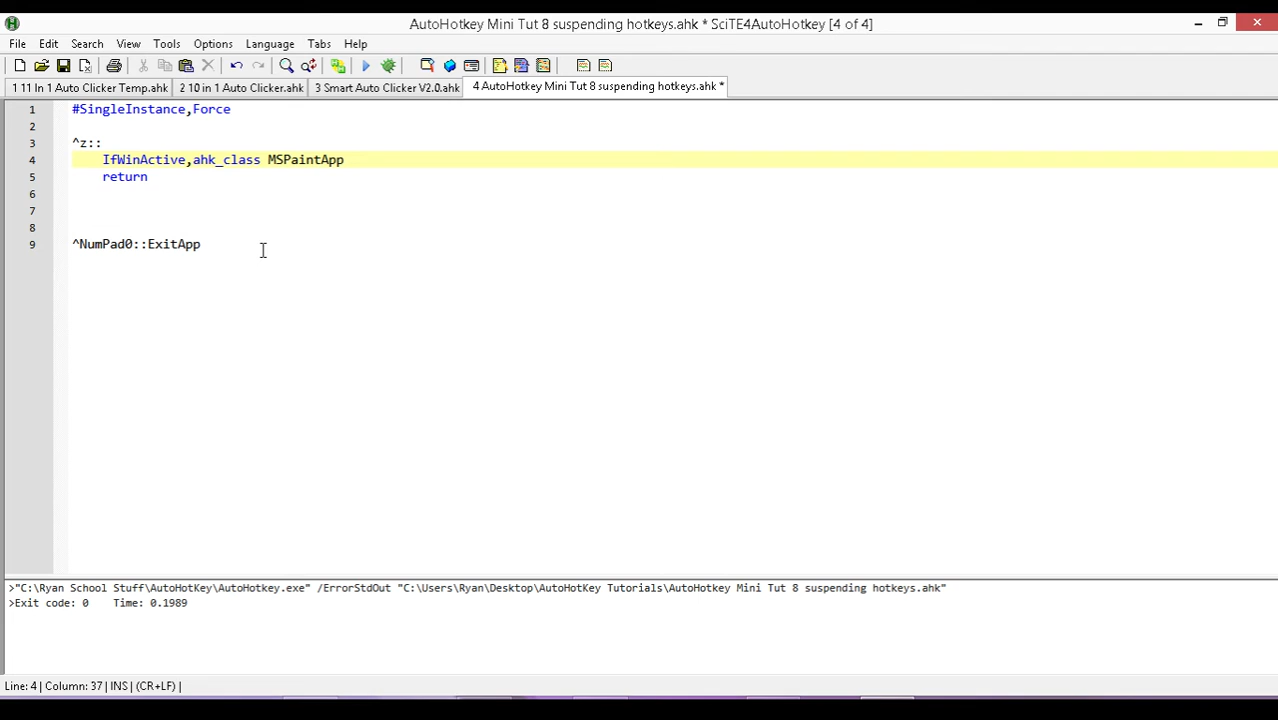 AutoHotkey Mini Tut 8 suspending hotkeys.ahk * SciTE4AutoHotkey [4 of 4]
File Edit Search View Tools Options Language Tabs Help
1 11 In 1 Auto Clicker Temp.ahk 2 10 in 1 Auto Clicker.ahk 3 Smart Auto Clicker V2.0.ahk 4 AutoHotkey Mini Tut 8 suspending hotkeys.ahk *
1 #SingleInstance,Force
2
3 ^z::
4 IfWinActive,ahk_class MSPaintApp
5 return
6
7
8
9 ^NumPad0::ExitApp
>"C:\Ryan School Stuff\AutoHotKey\AutoHotkey.exe" /ErrorStdOut "C:\Users\Ryan\Desktop\AutoHotKey Tutorials\AutoHotkey Mini Tut 8 suspending hotkeys.ahk"
>Exit code: 0 Time: 0.1989
Line: 4 | Column: 37 | INS | (CR+LF) |